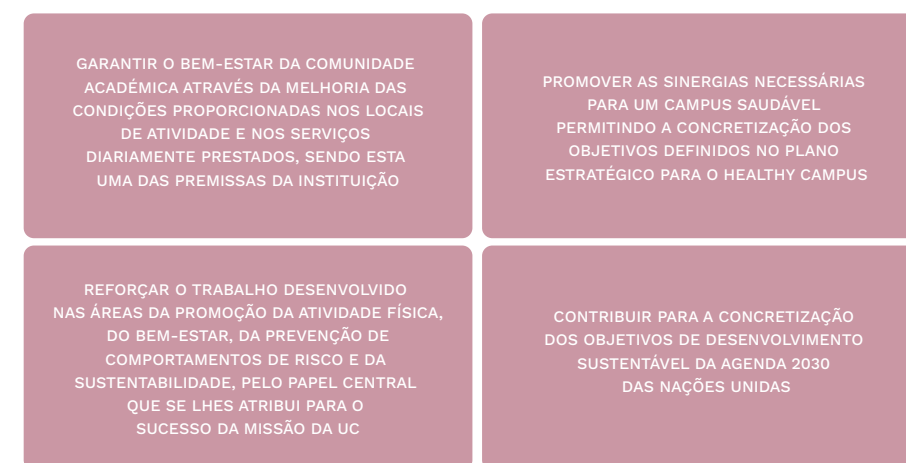 GARANTIR O BEM-ESTAR DA COMUNIDADE
ACADÉMICA ATRAVÉS DA MELHORIA DAS
CONDIÇÕES PROPORCIONADAS NOS LOCAIS
DE ATIVIDADE E NOS SERVIÇOS
DIARIAMENTE PRESTADOS, SENDO ESTA
UMA DAS PREMISSAS DA INSTITUIÇÃO
PROMOVER AS SINERGIAS NECESSÁRIAS
PARA UM CAMPUS SAUDÁVEL
PERMITINDO A CONCRETIZAÇÃO DOS
OBJETIVOS DEFINIDOS NO PLANO
ESTRATÉGICO PARA O HEALTHY CAMPUS
REFORÇAR O TRABALHO DESENVOLVIDO
NAS ÁREAS DA PROMOÇÃO DA ATIVIDADE FÍSICA,
DO BEM-ESTAR, DA PREVENÇÃO DE
COMPORTAMENTOS DE RISCO E DA
SUSTENTABILIDADE, PELO PAPEL CENTRAL
QUE SE LHES ATRIBUI PARA O
SUCESSO DA MISSÃO DA UC
CONTRIBUIR PARA A CONCRETIZAÇÃO
DOS OBJETIVOS DE DESENVOLVIMENTO
SUSTENTÁVEL DA AGENDA 2030
DAS NAÇÕES UNIDAS